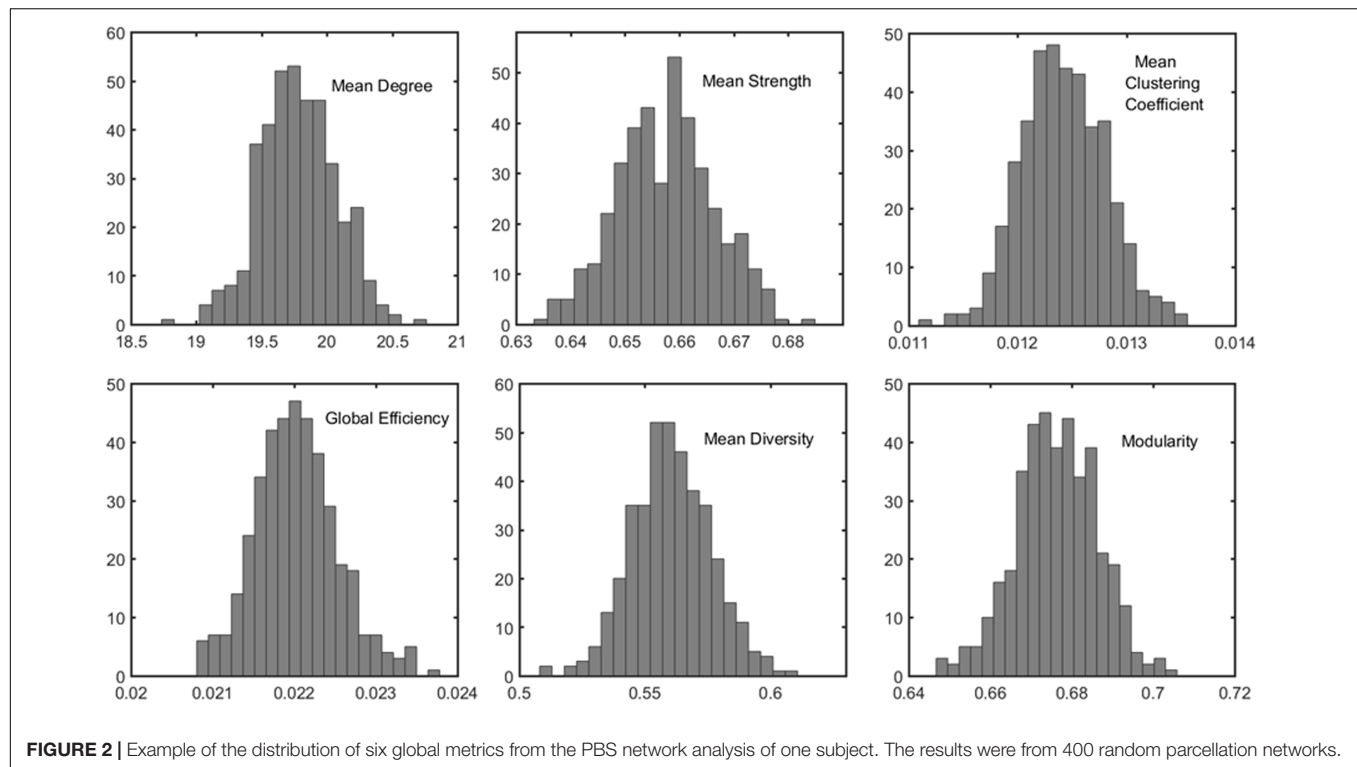 60
50
40
30
20
10
0
18.5 19 19.5 20 20.5 21
Mean Degree
50
40
30
20
10
0
0.63 0.64 0.65 0.66 0.67 0.68
Mean Strength
50
40
30
20
10
0
0.011 0.012 0.013 0.014
Mean
Clustering
Coefficient
50
40
30
20
10
0
0.02 0.021 0.022 0.023 0.024
Global Efficiency
60
50
40
30
20
10
0
0.5 0.55 0.6
Mean Diversity
50
40
30
20
10
0
0.64 0.66 0.68 0.7 0.72
Modularity
FIGURE 2 | Example of the distribution of six global metrics from the PBS network analysis of one subject. The results were from 400 random parcellation networks.